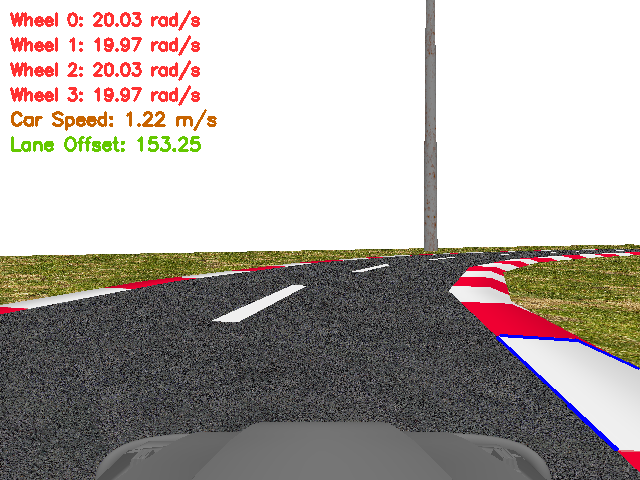 Wheel 0: 20.03 rad/s
Wheel 1: 19.97 rad/s
Wheel 2: 20.03 rad/s
Wheel 3: 19.97 rad/s
Car Speed: 1.22 m/s
Lane Offset: 153.25